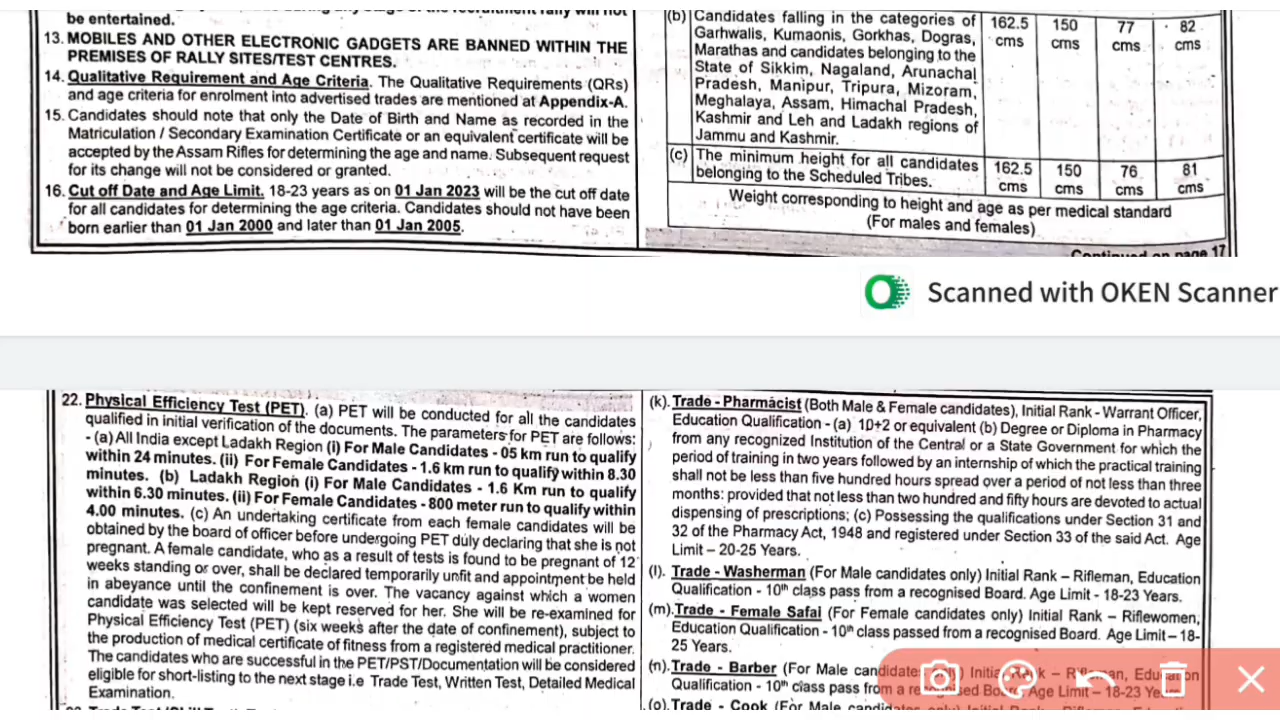 be entertained.
13. MOBILES AND OTHER ELECTRONIC GADGETS ARE BANNED WITHIN THE
PREMISES OF RALLY SITES/TEST CENTRES.
14. Qualitative Requirement and Age Criteria. The Qualitative Requirements (QRs)
and age criteria for enrolment into advertised trades are mentioned at Appendix-A.
15. Candidates should note that only the Date of Birth and Name as recorded in the
Matriculation / Secondary Examination Certificate or an equivalent certificate will be
accepted by the Assam Rifles for determining the age and name. Subsequent request
for its change will not be considered or granted.
16. Cut off Date and Age Limit. 18-23 years as on 01 Jan 2023 will be the cut off date
for all candidates for determining the age criteria. Candidates should not have been
born earlier than 01 Jan 2000 and later than 01 Jan 2005.
(b) Candidates falling in the categories of 162.5 150 77 82
Garhwalis, Kumaonis, Gorkhas, Dogras, cms cms cms cms
Marathas and candidates belonging to the
State of Sikkim, Nagaland, Arunachal
Pradesh, Manipur, Tripura, Mizoram,
Meghalaya, Assam, Himachal Pradesh,
Kashmir and Leh and Ladakh regions of
Jammu and Kashmir.
(c) The minimum height for all candidates 162.5 150 76 81
belonging to the Scheduled Tribes. cms cms cms cms
Weight corresponding to height and age as per medical standard
(For males and females)
Continued on page 17
Scanned with OKEN Scanner
22. Physical Efficiency Test (PET). (a) PET will be conducted for all the candidates
qualified in initial verification of the documents. The parameters for PET are follows:
- (a) All India except Ladakh Region (i) For Male Candidates - 05 km run to qualify
within 24 minutes. (ii) For Female Candidates - 1.6 km run to qualify within 8.30
minutes. (b) Ladakh Region (i) For Male Candidates - 1.6 Km run to qualify
within 6.30 minutes. (ii) For Female Candidates - 800 meter run to qualify within
4.00 minutes. (c) An undertaking certificate from each female candidates will be
obtained by the board of officer before undergoing PET duly declaring that she is not
pregnant. A female candidate, who as a result of tests is found to be pregnant of 12
weeks standing or over, shall be declared temporarily unfit and appointment be held
in abeyance until the confinement is over. The vacancy against which a women
candidate was selected will be kept reserved for her. She will be re-examined for
Physical Efficiency Test (PET) (six weeks after the date of confinement), subject to
the production of medical certificate of fitness from a registered medical practitioner.
The candidates who are successful in the PET/PST/Documentation will be considered
eligible for short-listing to the next stage i.e Trade Test, Written Test, Detailed Medical
Examination.
(k). Trade - Pharmacist (Both Male & Female candidates), Initial Rank - Warrant Officer,
Education Qualification - (a) 10+2 or equivalent (b) Degree or Diploma in Pharmacy
from any recognized Institution of the Central or a State Government for which the
period of training in two years followed by an internship of which the practical training
shall not be less than five hundred hours spread over a period of not less than three
months: provided that not less than two hundred and fifty hours are devoted to actual
dispensing of prescriptions; (c) Possessing the qualifications under Section 31 and
32 of the Pharmacy Act, 1948 and registered under Section 33 of the said Act. Age
Limit – 20-25 Years.
(l). Trade - Washerman (For Male candidates only) Initial Rank – Rifleman, Education
Qualification - 10th class pass from a recognised Board. Age Limit - 18-23 Years.
(m). Trade - Female Safai (For Female candidates only) Initial Rank – Riflewomen,
Education Qualification - 10th class passed from a recognised Board. Age Limit – 18-
25 Years.
(n). Trade - Barber (For Male candidate Initial Rank – Rifleman, Education
Qualification - 10th class pass from a recognised Board. Age Limit – 18-23 Years.
(o). Trade - Cook (For Male